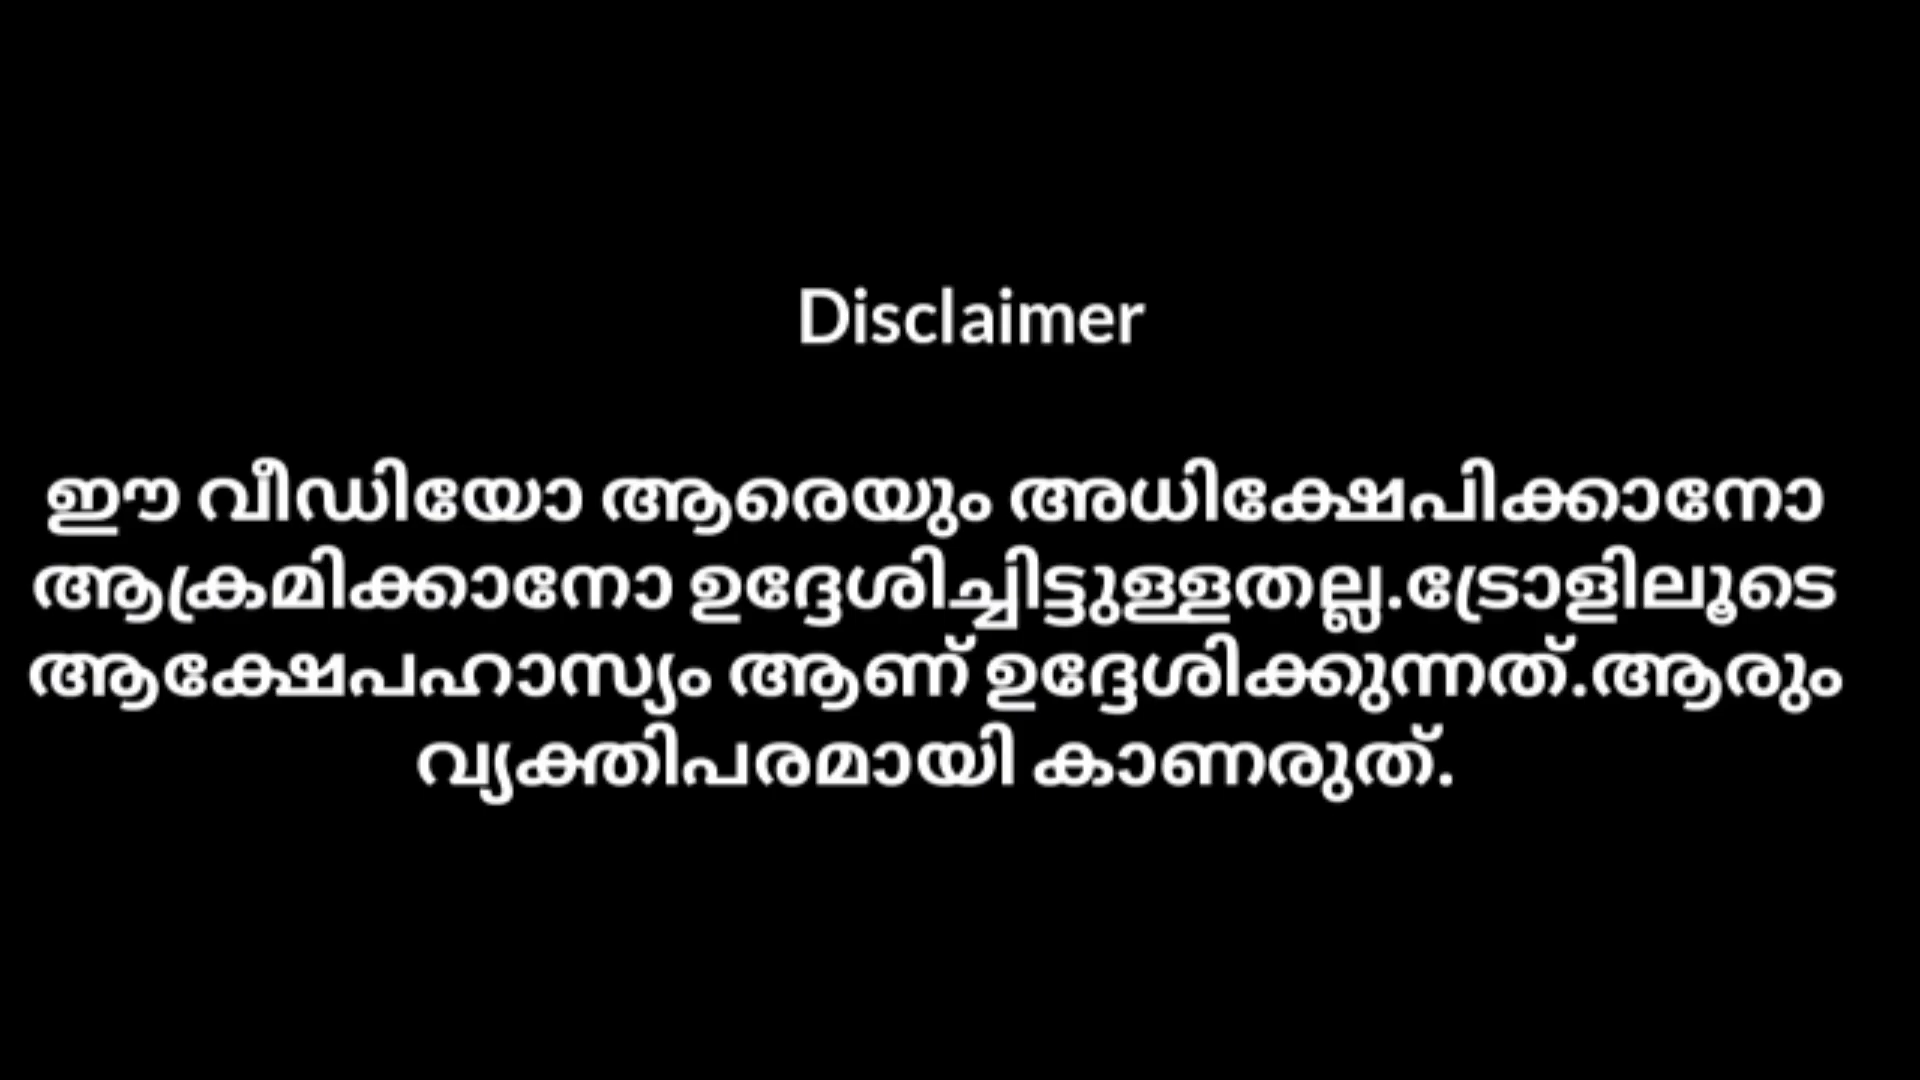 Disclaimer
ഈ വീഡിയോ ആരെയും അധിക്ഷേപിക്കാനോ
ആക്രമിക്കാനോ ഉദ്ദേശിച്ചിട്ടുള്ളതല്ല.ട്രോളിലൂടെ
ആക്ഷേപഹാസ്യം ആണ് ഉദ്ദേശിക്കുന്നത്.ആരും
വ്യക്തിപരമായി കാണരുത്.